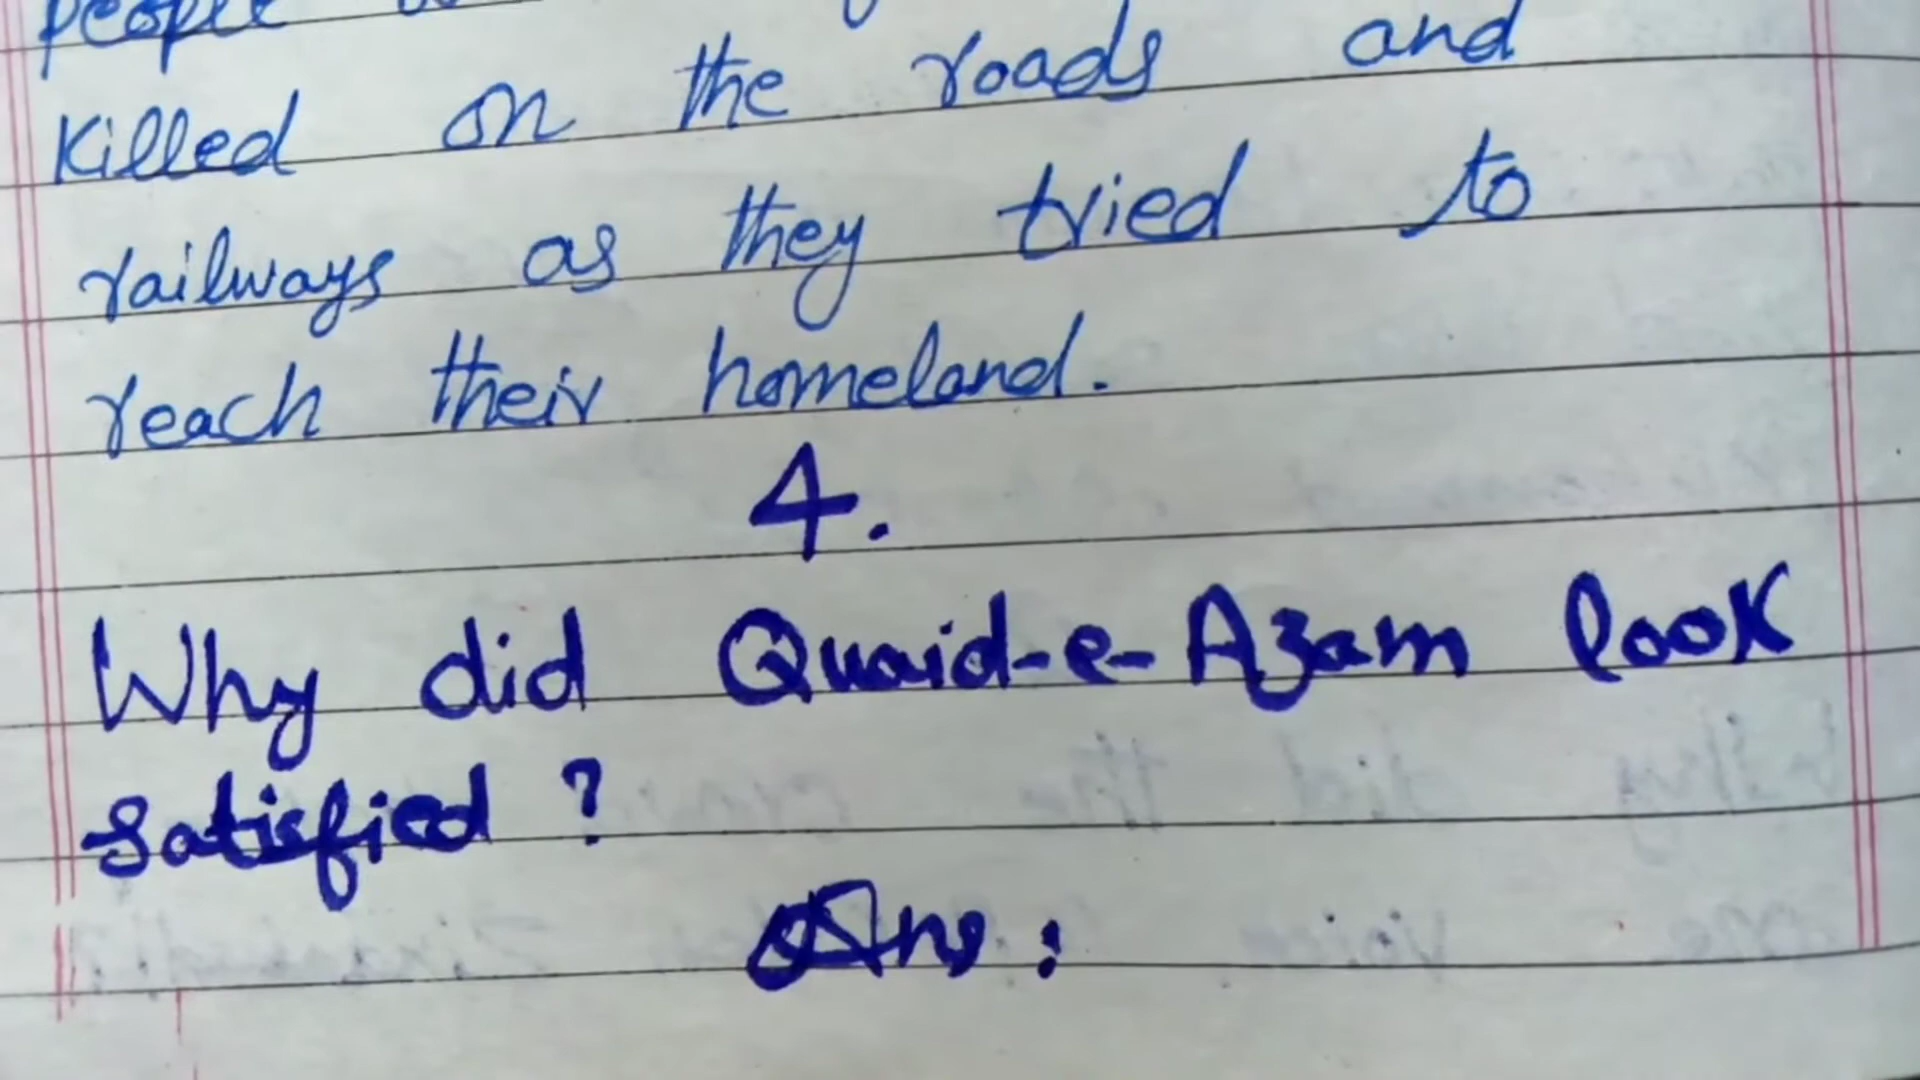 people
killed on the roads and
railways as they tried to
reach their homeland.
4.
Why did Quaid-e-Azam look
satisfied ?
Ans :